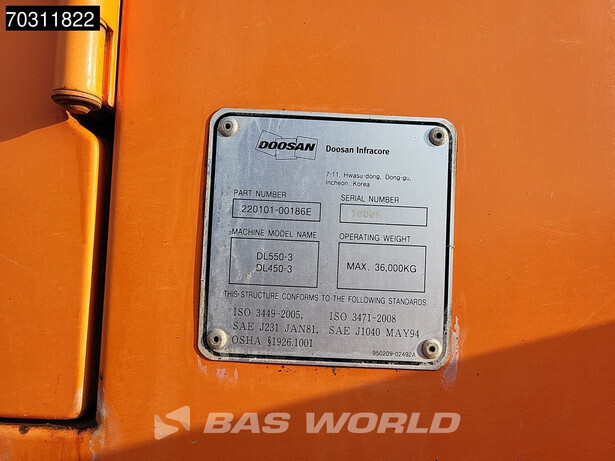 70311822
DOOSAN Doosan Infracore
7-11, Hwasu-dong, Dong-gu,
Incheon, Korea
PART NUMBER SERIAL NUMBER
220101-00186E
MACHINE MODEL NAME OPERATING WEIGHT
DL550-3
DL450-3
MAX. 36,000KG
THIS STRUCTURE CONFORMS TO THE FOLLOWING STANDARDS.
ISO 3449-2005, ISO 3471-2008
SAE J231 JAN81, SAE J1040 MAY94
OSHA §1926.1001
950209-02492A
BAS WORLD